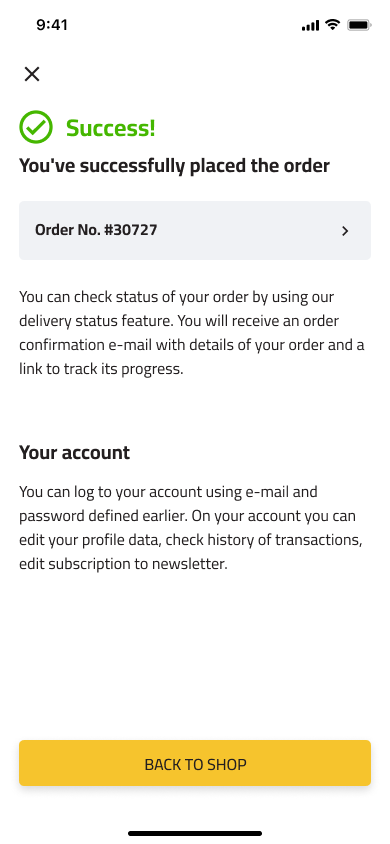 9:41
Success!
You've successfully placed the order
Order No. #30727
You can check status of your order by using our
delivery status feature. You will receive an order
confirmation e-mail with details of your order and a
link to track its progress.
Your account
You can log to your account using e-mail and
password defined earlier. On your account you can
edit your profile data, check history of transactions,
edit subscription to newsletter.
BACK TO SHOP